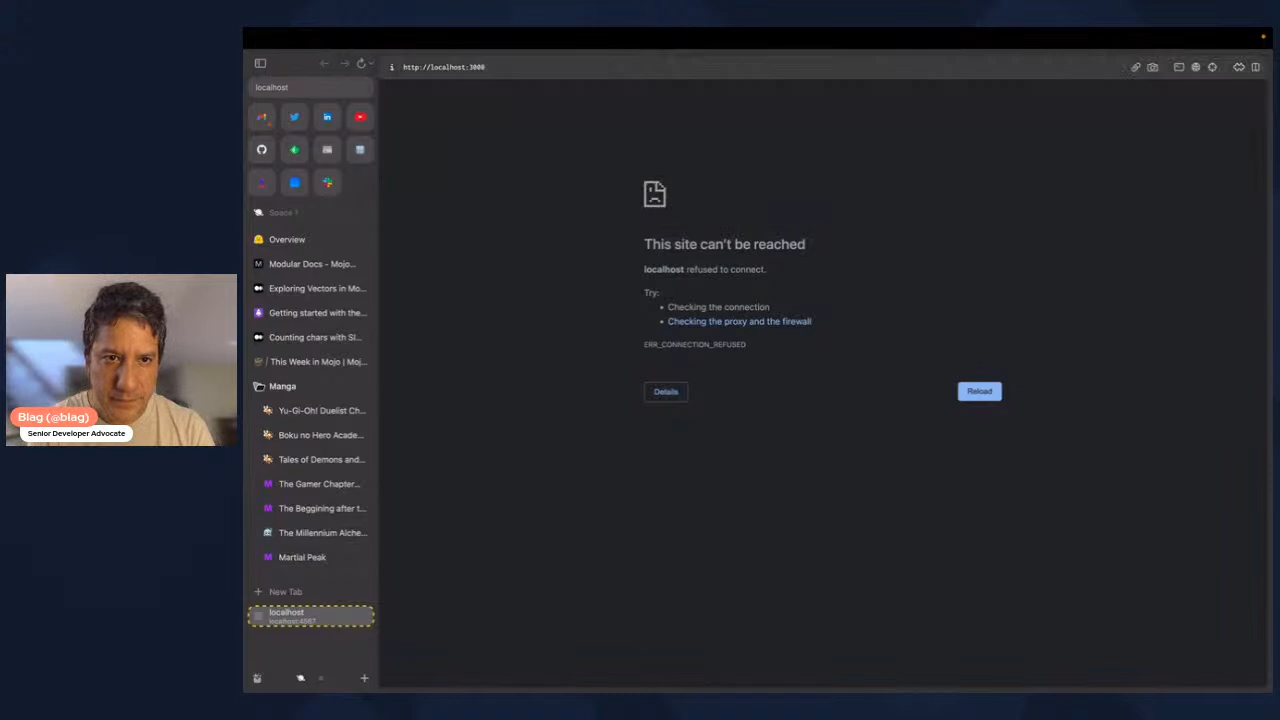 http://localhost:3000
localhost
Space 1
Overview
Modular Docs - Mojo...
Exploring Vectors in Mo...
Getting started with the...
Counting chars with SI...
This Week in Mojo | Moj...
Manga
Yu-Gi-Oh! Duelist Ch...
Boku no Hero Acade...
Tales of Demons and...
The Gamer Chapter...
The Beggining after t...
The Millennium Alche...
Martial Peak
New Tab
localhost
localhost:4567
This site can't be reached
localhost refused to connect.
Try:
• Checking the connection
• Checking the proxy and the firewall
ERR_CONNECTION_REFUSED
Details
Reload
Blag (@blag)
Senior Developer Advocate